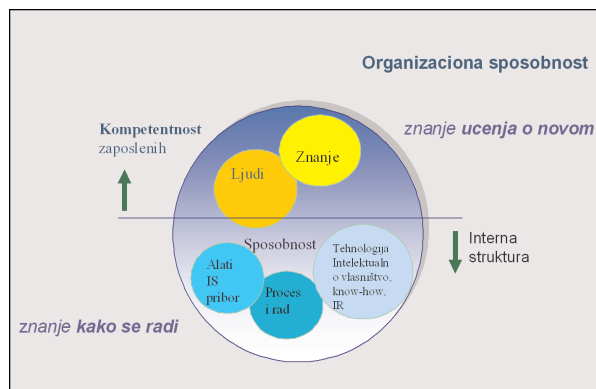 Organizaciona sposobnost
Kompetentnost
zaposlenih
znanje ucenja o novom
Znanje
Ljudi
Sposobnost
Interna
struktura
Tehnologija
Intelektualn
o vlasništvo,
know-how,
IR
Alati
IS
pribor
Proces
i rad
znanje kako se radi